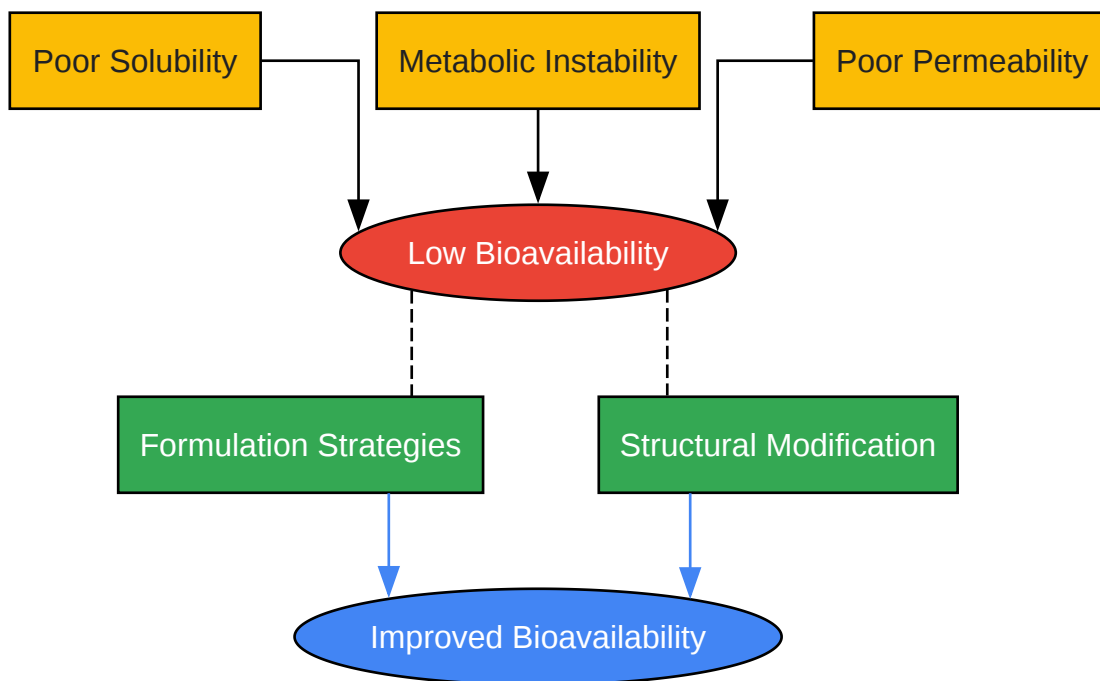 Poor Solubility
Metabolic Instability
Poor Permeability
Low Bioavailability
Formulation Strategies
Structural Modification
Improved Bioavailability